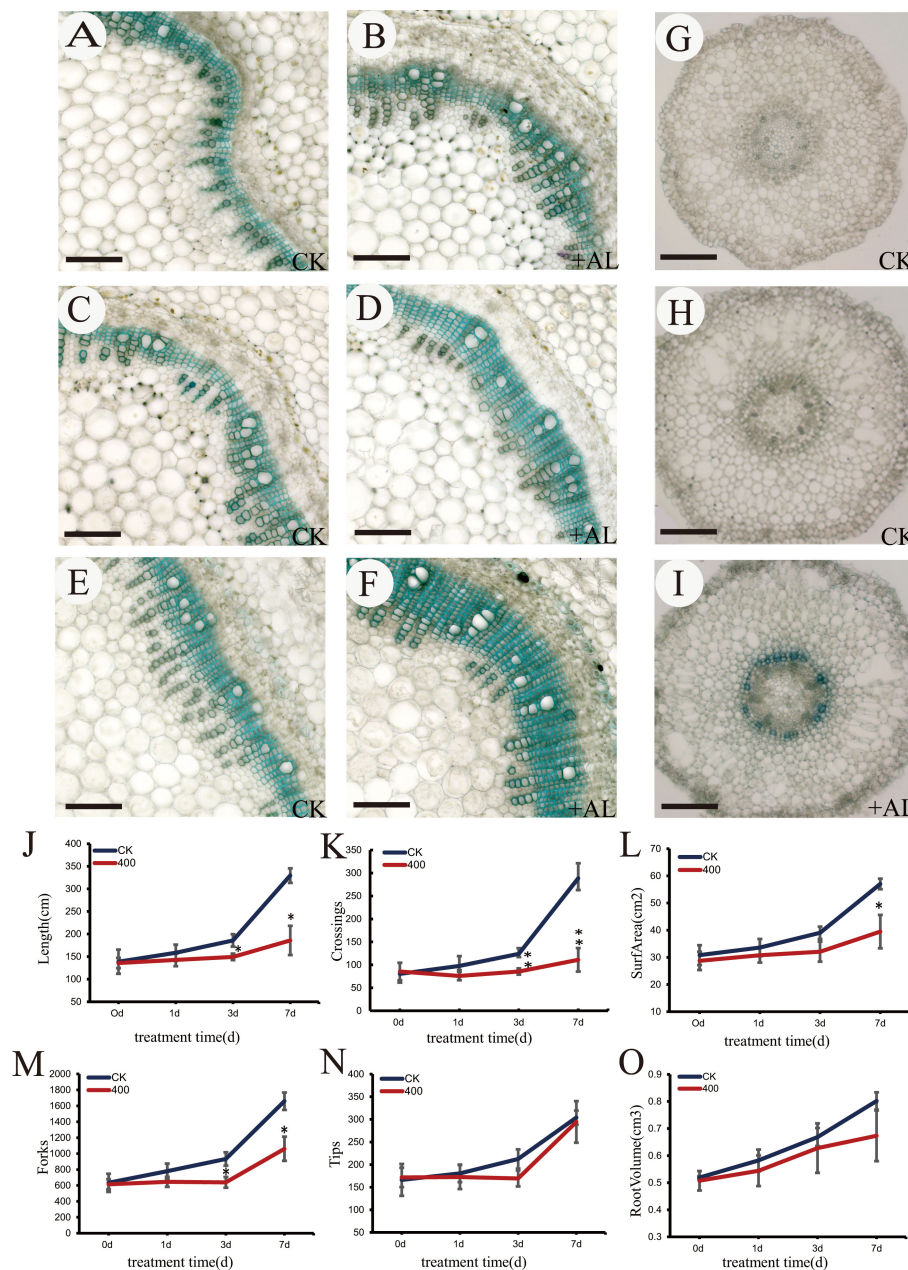 A
CK
B
+AL
G
CK
C
CK
D
+AL
H
CK
E
CK
F
+AL
I
+AL
J
CK
400
Length(cm)
400
350
300
250
200
150
100
50
*
*
Od
1d
3d
7d
treatment time(d)
K
CK
400
Crossings
350
300
250
200
150
100
50
0
*
*
*
*
0d
1d
3d
7d
treatment time(d)
L
CK
400
SurfArea(cm2)
70
60
50
40
30
20
10
*
Od
1d
3d
7d
treatment time(d)
M
CK
400
Forks
2000
1800
1600
1400
1200
1000
800
600
400
200
0
*
*
0d
1d
3d
7d
treatment time(d)
N
CK
400
Tips
400
350
300
250
200
150
100
50
0d
1d
3d
7d
treatment time(d)
O
CK
400
RootVolume(cm3)
0.9
0.8
0.7
0.6
0.5
0.4
0.3
0d
1d
3d
7d
treatment time(d)